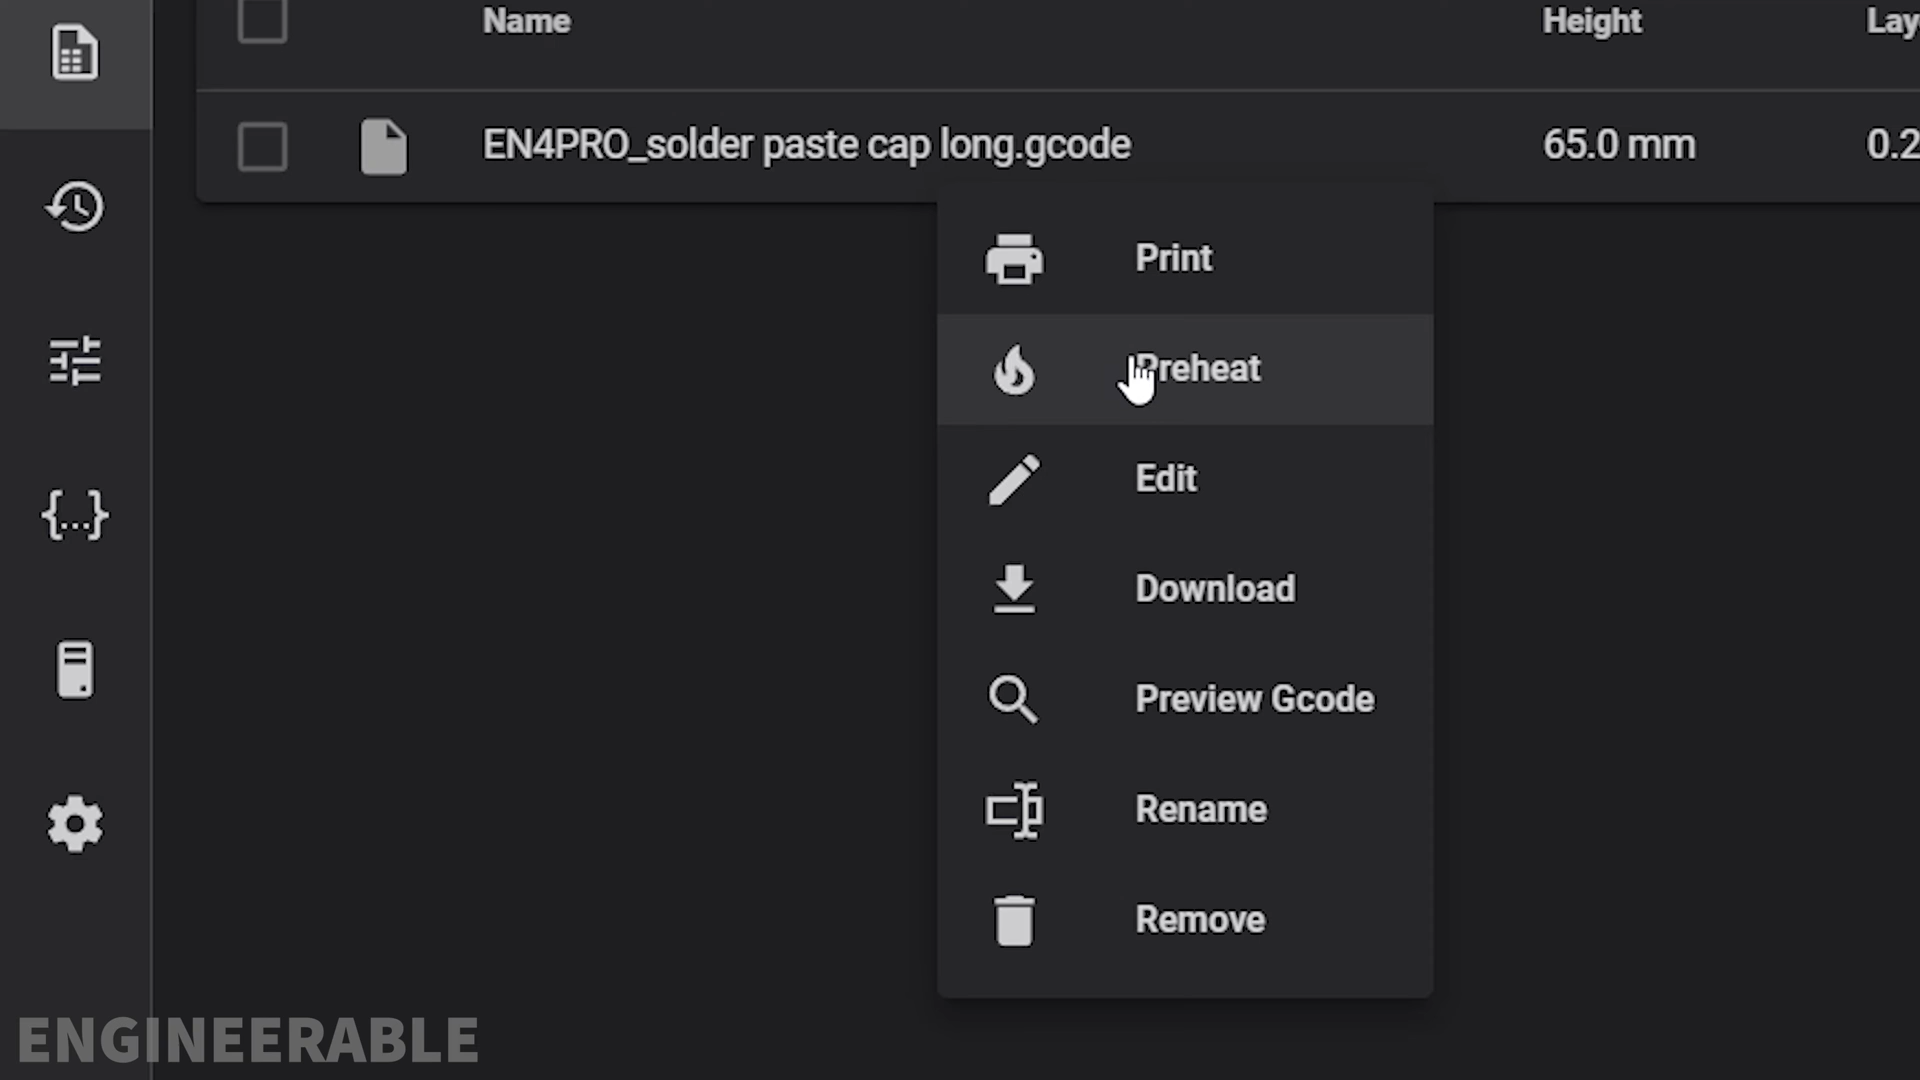 Name Height
EN4PRO_solder paste cap long.gcode 65.0 mm 0.2
Print
Preheat
Edit
Download
Preview Gcode
Rename
Remove
{...}
ENGINEERABLE